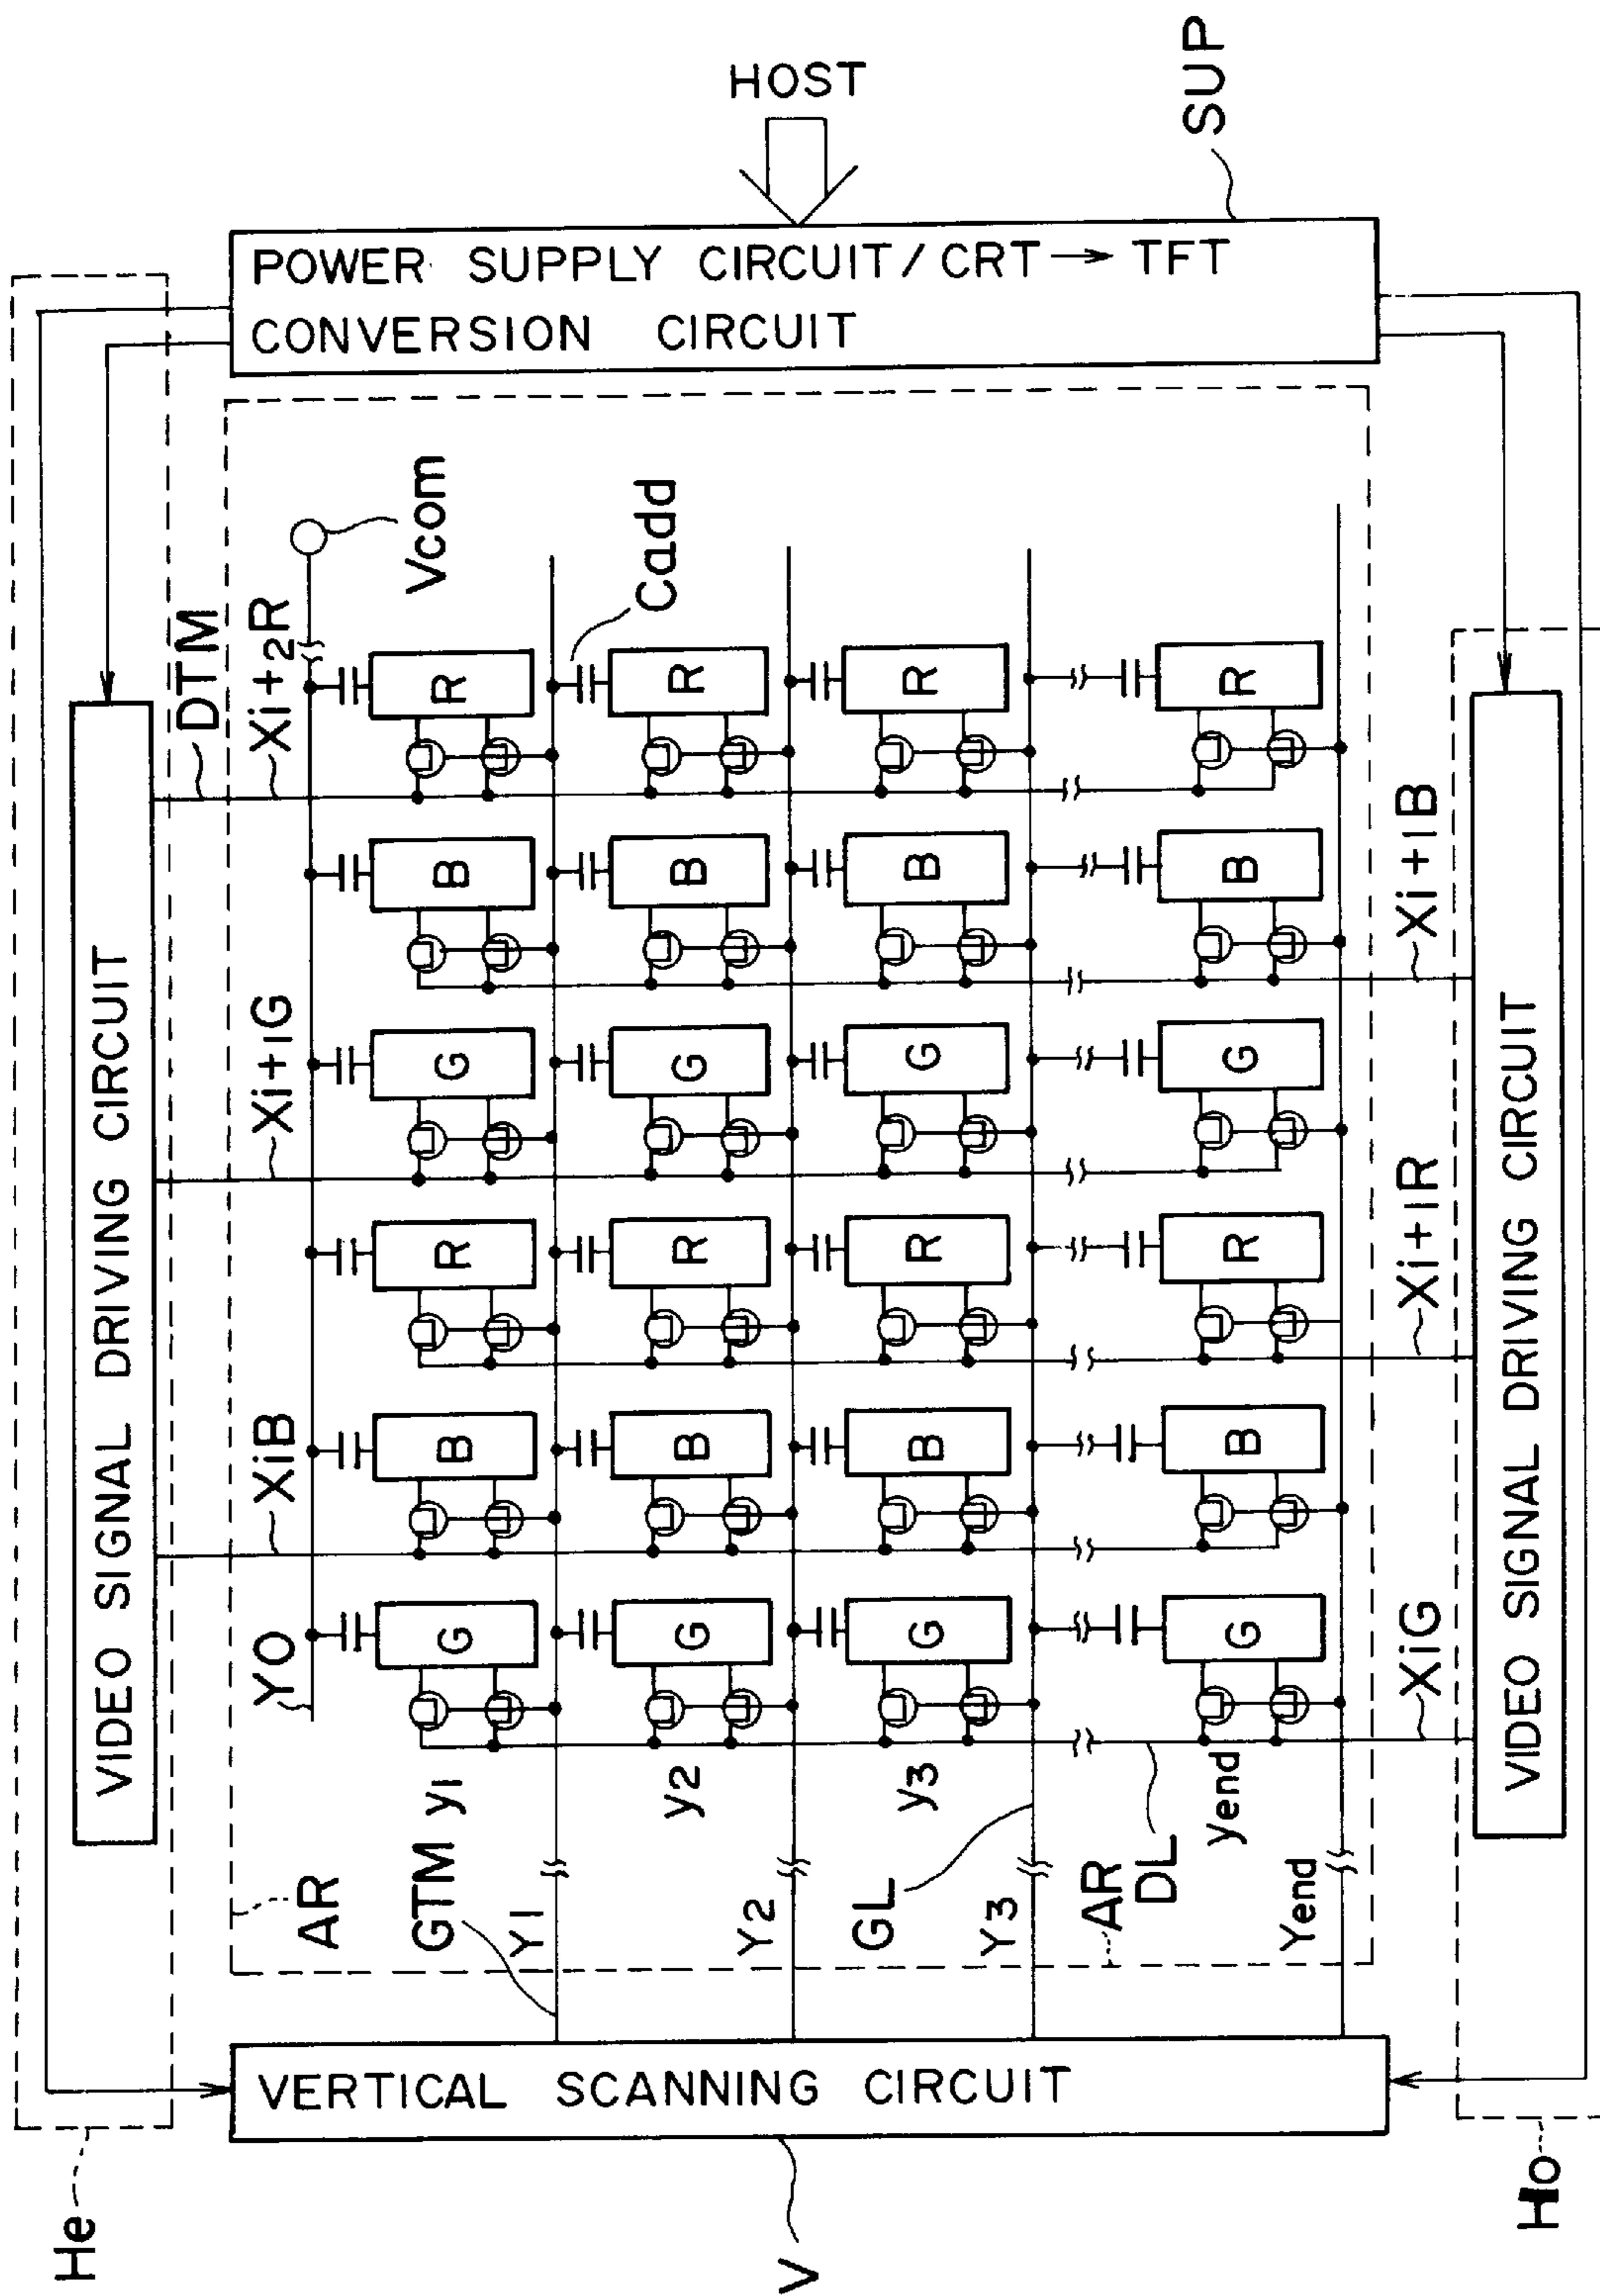 He
VIDEO SIGNAL DRIVING CIRCUIT
DTM
YO
XiB
Xi+1G
Xi+2R
AR
Vcom
GTM
y1
G B R G B R
Y1
Cadd
y2
G B R G B R
Y2
GL
y3
G B R G B R
Y3
AR
DL
yend
G B R G B R
Yend
XiG
Xi+1R
Xi+1B
VIDEO SIGNAL DRIVING CIRCUIT
Ho
V
VERTICAL SCANNING CIRCUIT
POWER SUPPLY CIRCUIT/CRT→TFT
CONVERSION CIRCUIT
HOST
SUP